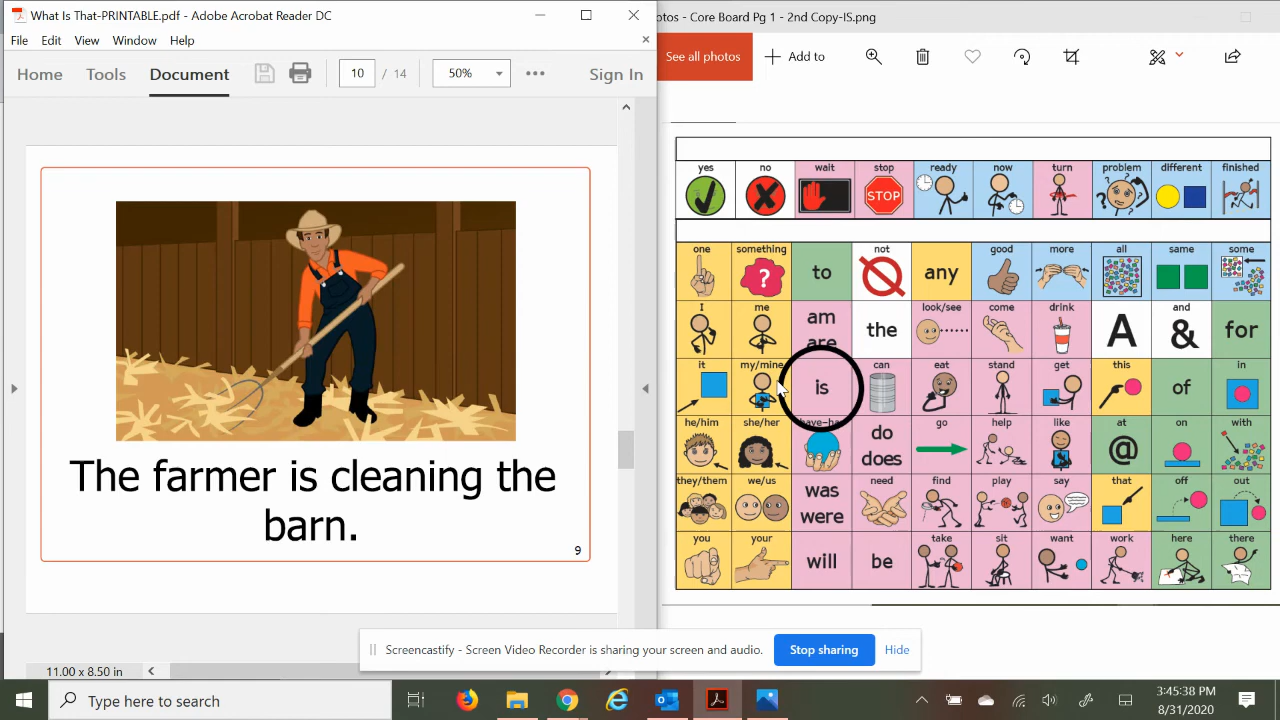 What Is That-PRINTABLE.pdf - Adobe Acrobat Reader DC
File Edit View Window Help
Home Tools Document 10 / 14 50% Sign In
The farmer is cleaning the
barn.
9
11.00 x 8.50 in
otos - Core Board Pg 1 - 2nd Copy-IS.png
See all photos Add to
yes no wait stop ready now turn problem different finished
STOP
one something to not any good more all same some
?
I me am are the look/see come drink A and & for
it my/mine is can eat stand get this of in
he/him she/her have-ha do does go help like at @ on with
they/them we/us was were need find play say that off out
you your will be take sit want work here there
Screencastify - Screen Video Recorder is sharing your screen and audio. Stop sharing Hide
Type here to search
3:45:38 PM
8/31/2020